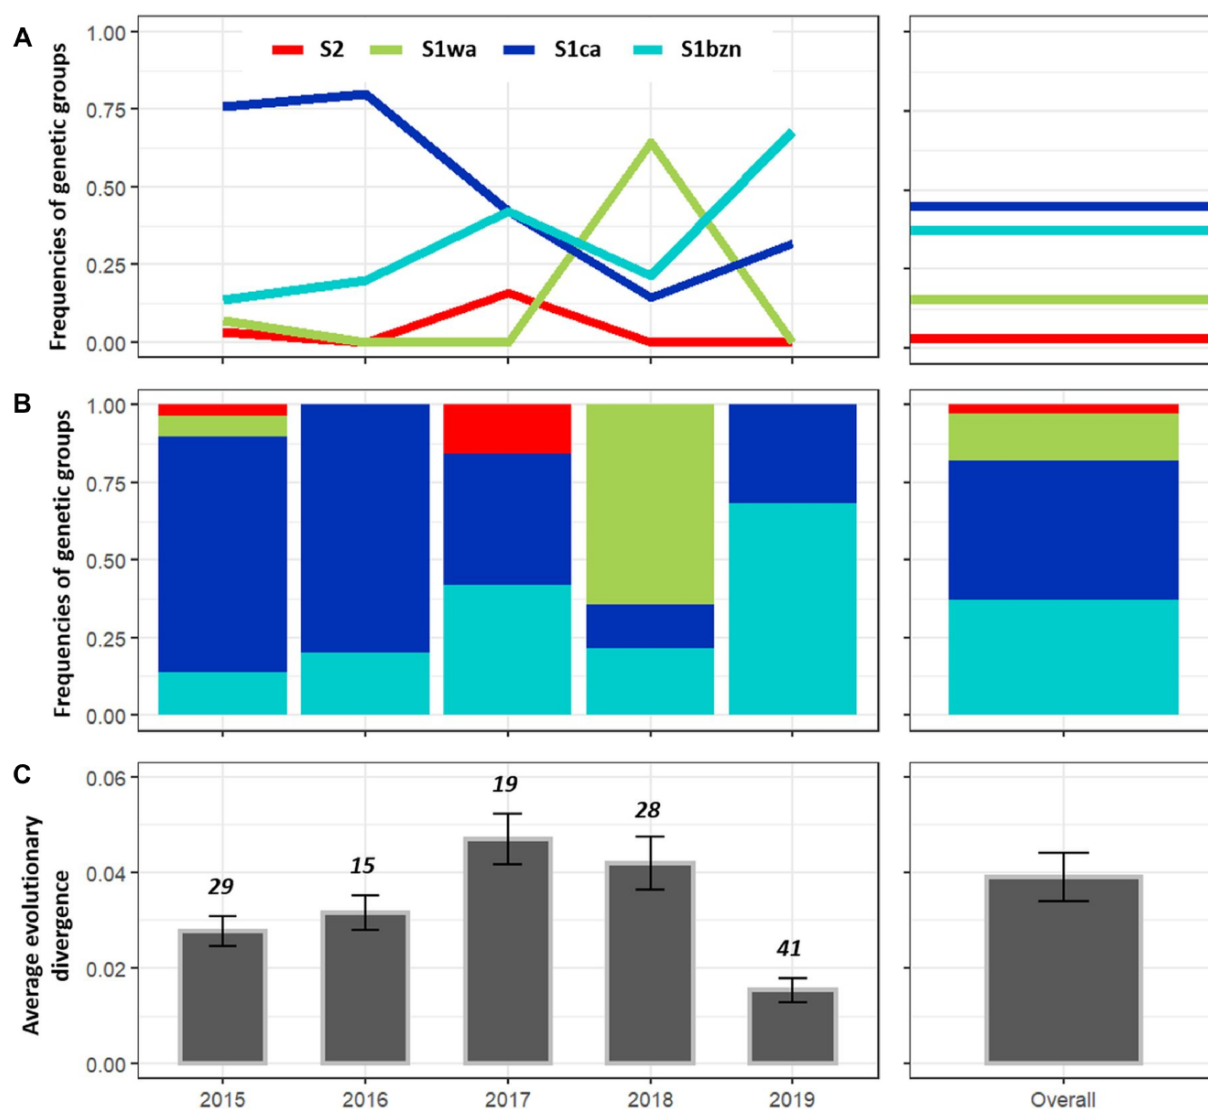 A
Frequencies of genetic groups
1.00
0.75
0.50
0.25
0.00
S2 S1wa S1ca S1bzn
B
Frequencies of genetic groups
1.00
0.75
0.50
0.25
0.00
C
Average evolutionary
divergence
0.06
0.04
0.02
0.00
29 15 19 28 41
2015 2016 2017 2018 2019 Overall